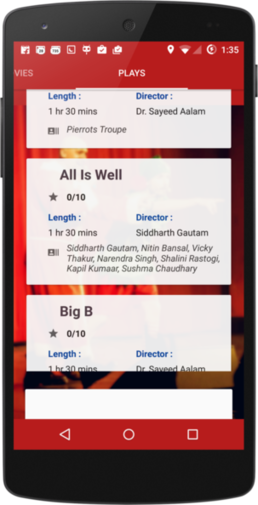 1:35
VIES PLAYS
Length : Director :
1 hr 30 mins Dr. Sayeed Aalam
Pierrots Troupe
All Is Well
0/10
Length : Director :
1 hr 30 mins Siddharth Gautam
Siddharth Gautam, Nitin Bansal, Vicky
Thakur, Narendra Singh, Shalini Rastogi,
Kapil Kumaar, Sushma Chaudhary
Big B
0/10
Length : Director :
1 hr 30 mins Dr. Sayeed Aalam